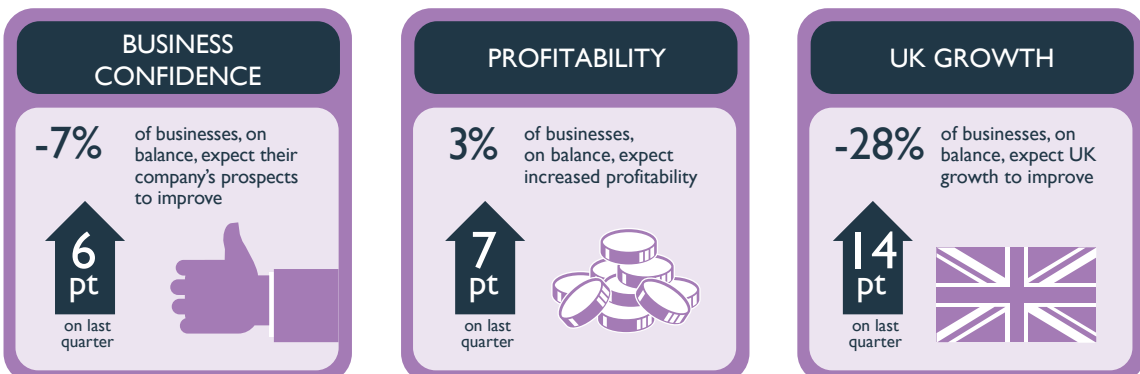 BUSINESS
CONFIDENCE
-7%
of businesses, on
balance, expect their
company's prospects
to improve
6
pt
on last
quarter
PROFITABILITY
3%
of businesses,
on balance, expect
increased profitability
7
pt
on last
quarter
UK GROWTH
-28%
of businesses, on
balance, expect UK
growth to improve
14
pt
on last
quarter